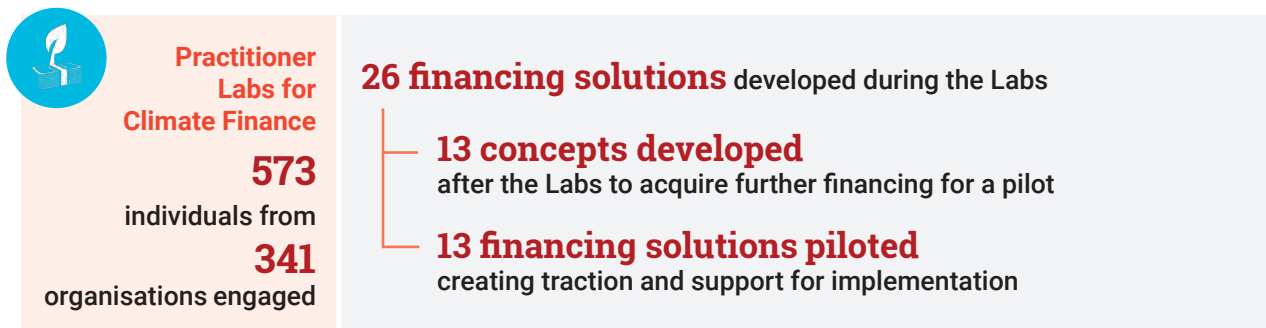 Practitioner
Labs for
Climate Finance
573
individuals from
341
organisations engaged
26 financing solutions developed during the Labs
13 concepts developed
after the Labs to acquire further financing for a pilot
13 financing solutions piloted
creating traction and support for implementation